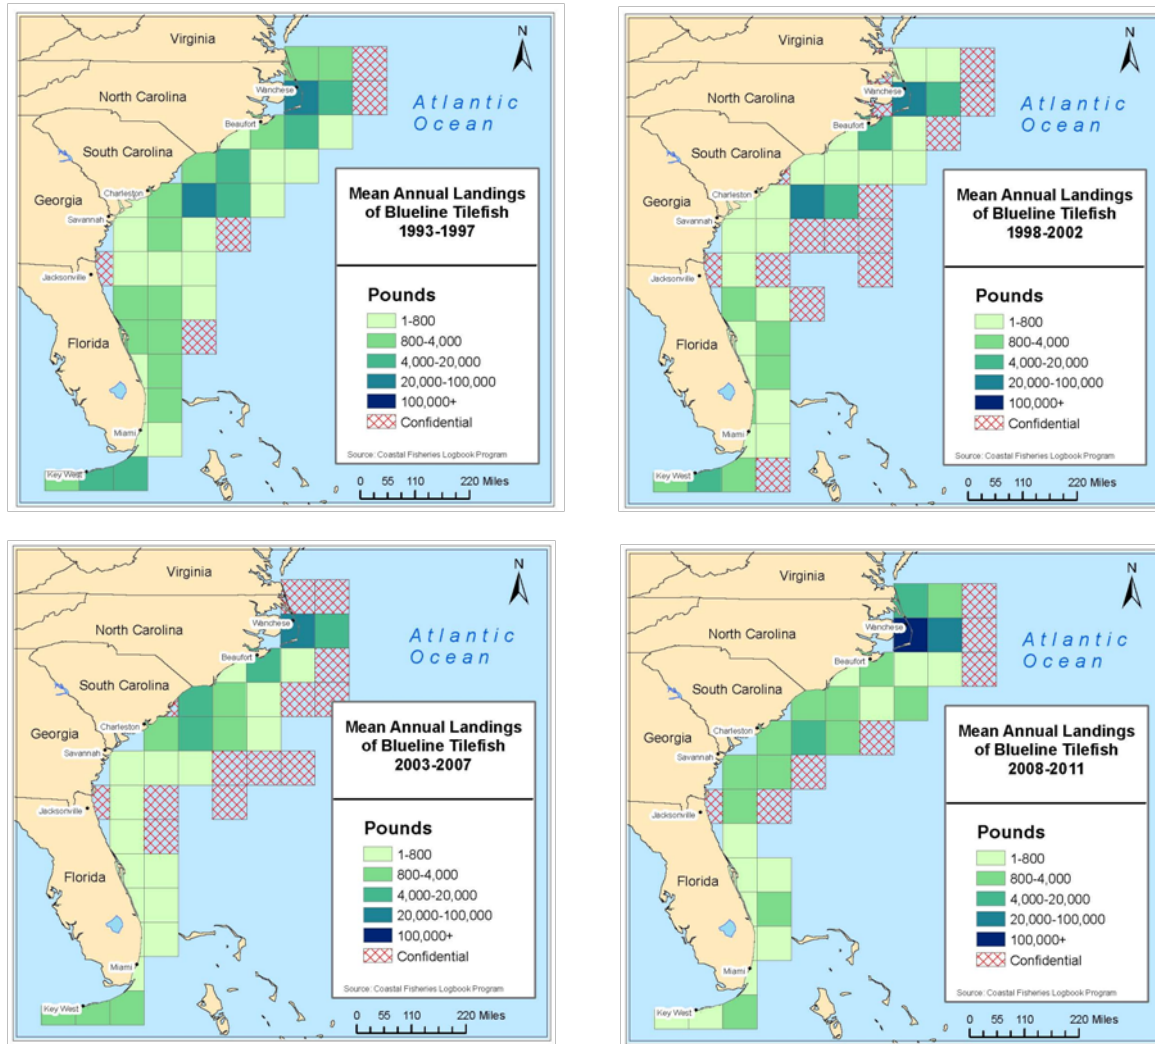 Virginia
N
North Carolina
Wanchese
Atlantic
Ocean
Beaufort
South Carolina
Charleston
Georgia
Savannah
Jacksonville
Florida
Miami
Key West
Mean Annual Landings
of Blueline Tilefish
1993-1997
Pounds
1-800
800-4,000
4,000-20,000
20,000-100,000
100,000+
Confidential
Source: Coastal Fisheries Logbook Program
0 55 110 220 Miles
Virginia
N
North Carolina
Wanchese
Atlantic
Ocean
Beaufort
South Carolina
Charleston
Georgia
Savannah
Jacksonville
Florida
Miami
Key West
Mean Annual Landings
of Blueline Tilefish
1998-2002
Pounds
1-800
800-4,000
4,000-20,000
20,000-100,000
100,000+
Confidential
Source: Coastal Fisheries Logbook Program
0 55 110 220 Miles
Virginia
N
North Carolina
Wanchese
Atlantic
Ocean
Beaufort
South Carolina
Charleston
Georgia
Savannah
Jacksonville
Florida
Miami
Key West
Mean Annual Landings
of Blueline Tilefish
2003-2007
Pounds
1-800
800-4,000
4,000-20,000
20,000-100,000
100,000+
Confidential
Source: Coastal Fisheries Logbook Program
0 55 110 220 Miles
Virginia
N
North Carolina
Wanchese
Atlantic
Ocean
Beaufort
South Carolina
Charleston
Georgia
Savannah
Jacksonville
Florida
Miami
Key West
Mean Annual Landings
of Blueline Tilefish
2008-2011
Pounds
1-800
800-4,000
4,000-20,000
20,000-100,000
100,000+
Confidential
Source: Coastal Fisheries Logbook Program
0 55 110 220 Miles